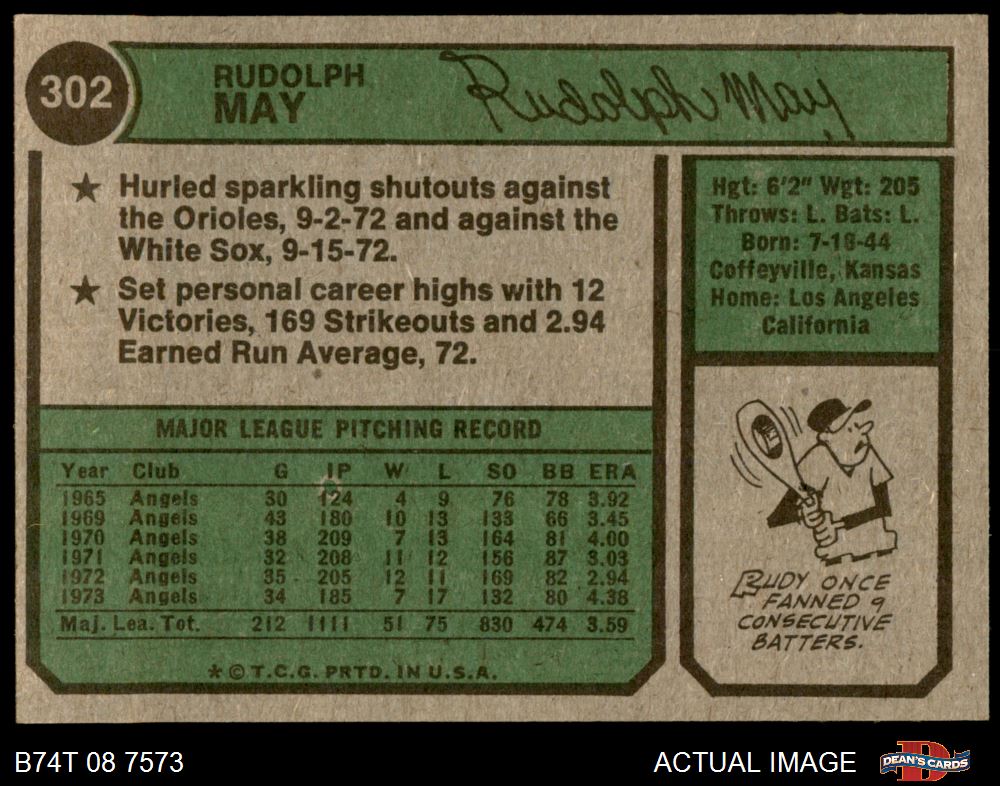 302
RUDOLPH
MAY
Rudolph May
★ Hurled sparkling shutouts against
the Orioles, 9-2-72 and against the
White Sox, 9-15-72.
★ Set personal career highs with 12
Victories, 169 Strikeouts and 2.94
Earned Run Average, 72.
Hgt: 6'2" Wgt: 205
Throws: L. Bats: L.
Born: 7-18-44
Coffeyville, Kansas
Home: Los Angeles
California
MAJOR LEAGUE PITCHING RECORD
Year Club G IP W L SO BB ERA
1965 Angels 30 124 4 9 76 78 3.92
1969 Angels 43 180 10 13 133 66 3.45
1970 Angels 38 209 7 13 164 81 4.00
1971 Angels 32 208 11 12 156 87 3.03
1972 Angels 35 205 12 11 169 82 2.94
1973 Angels 34 185 7 17 132 80 4.38
Maj. Lea. Tot. 212 1111 51 75 830 474 3.59
* © T.C.G. PRTD. IN U.S.A.
RUDY ONCE
FANNED 9
CONSECUTIVE
BATTERS.
B74T 08 7573
ACTUAL IMAGE
DEAN'S CARDS